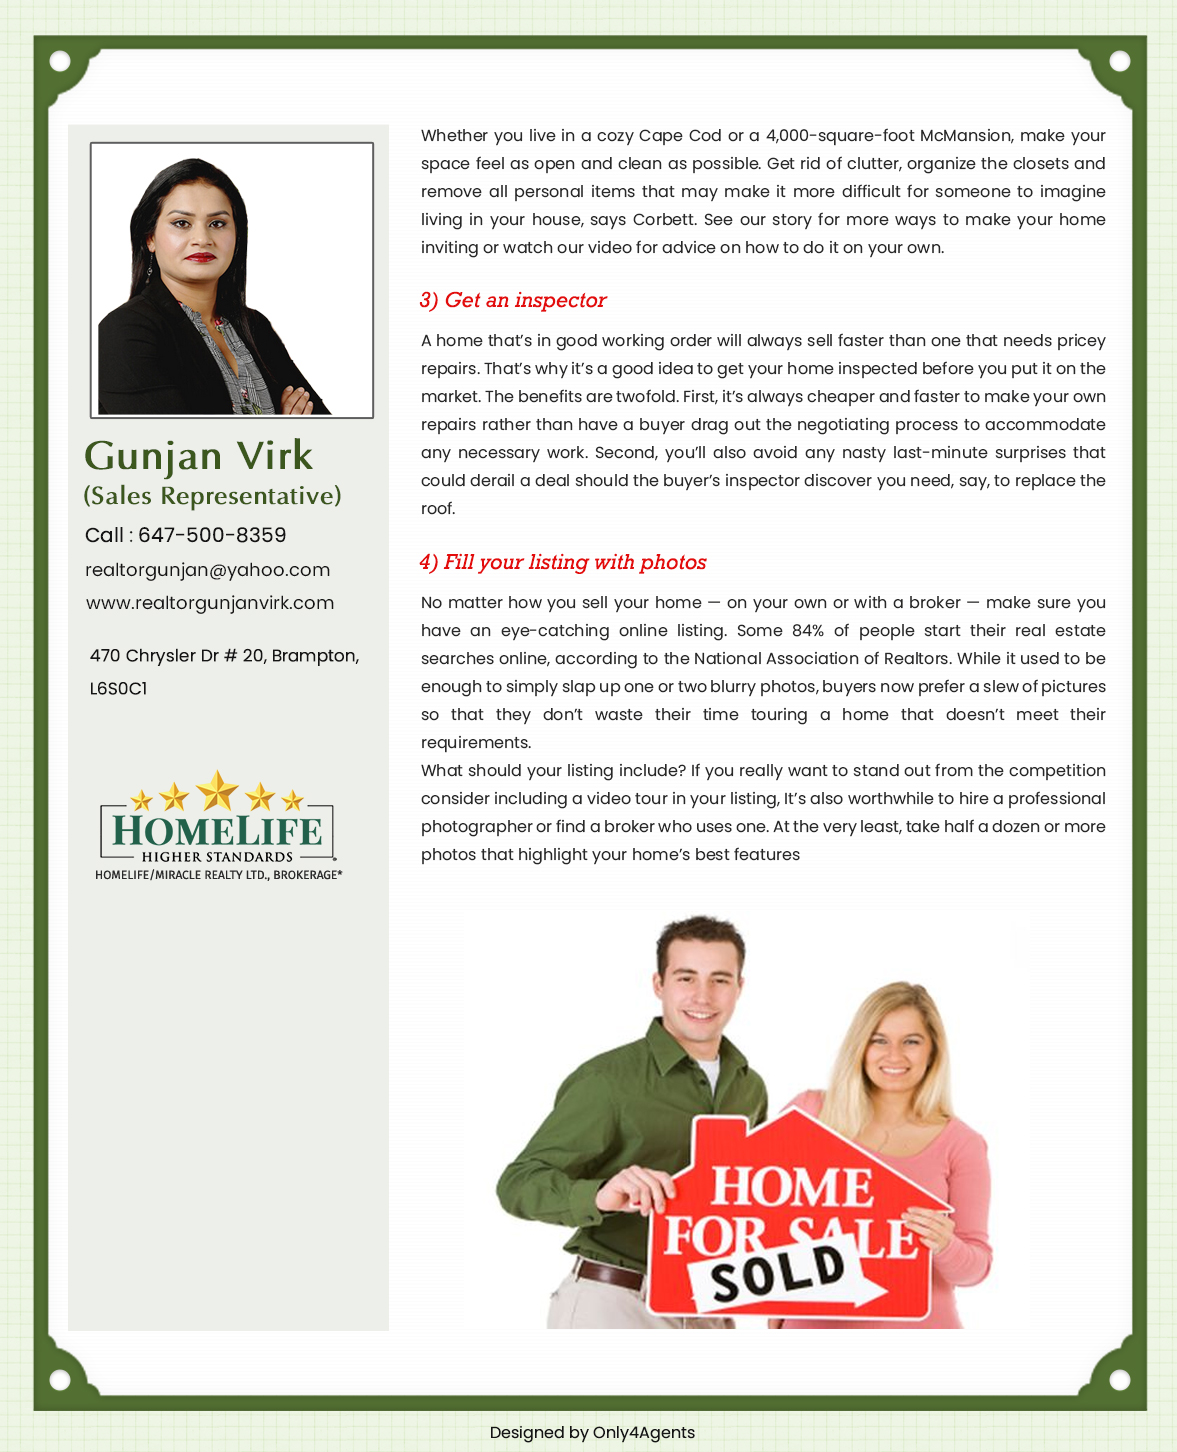 Gunjan Virk
(Sales Representative)
Call : 647-500-8359
realtorgunjan@yahoo.com
www.realtorgunjanvirk.com
470 Chrysler Dr # 20, Brampton,
L6S0C1
HOMELIFE
HIGHER STANDARDS
HOMELIFE/MIRACLE REALTY LTD., BROKERAGE*
Whether you live in a cozy Cape Cod or a 4,000-square-foot McMansion, make your
space feel as open and clean as possible. Get rid of clutter, organize the closets and
remove all personal items that may make it more difficult for someone to imagine
living in your house, says Corbett. See our story for more ways to make your home
inviting or watch our video for advice on how to do it on your own.
3) Get an inspector
A home that’s in good working order will always sell faster than one that needs pricey
repairs. That’s why it’s a good idea to get your home inspected before you put it on the
market. The benefits are twofold. First, it’s always cheaper and faster to make your own
repairs rather than have a buyer drag out the negotiating process to accommodate
any necessary work. Second, you’ll also avoid any nasty last-minute surprises that
could derail a deal should the buyer’s inspector discover you need, say, to replace the
roof.
4) Fill your listing with photos
No matter how you sell your home — on your own or with a broker — make sure you
have an eye-catching online listing. Some 84% of people start their real estate
searches online, according to the National Association of Realtors. While it used to be
enough to simply slap up one or two blurry photos, buyers now prefer a slew of pictures
so that they don’t waste their time touring a home that doesn’t meet their
requirements.
What should your listing include? If you really want to stand out from the competition
consider including a video tour in your listing, It’s also worthwhile to hire a professional
photographer or find a broker who uses one. At the very least, take half a dozen or more
photos that highlight your home’s best features
HOME
FOR SALE
SOLD
Designed by Only4Agents